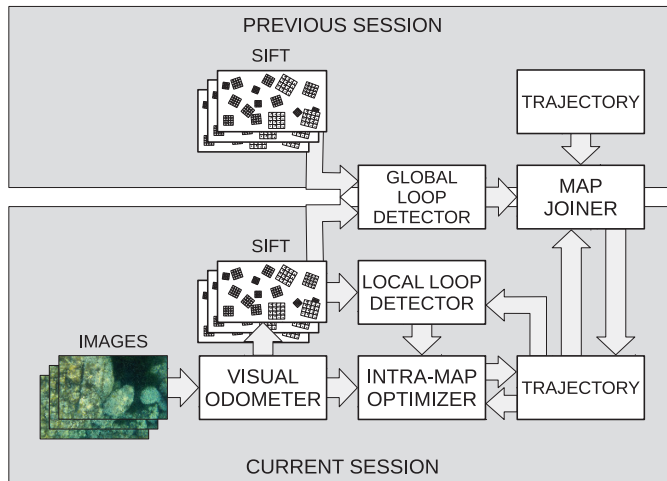 PREVIOUS SESSION
SIFT
TRAJECTORY
GLOBAL
LOOP
DETECTOR
MAP
JOINER
SIFT
LOCAL LOOP
DETECTOR
IMAGES
VISUAL
ODOMETER
INTRA-MAP
OPTIMIZER
TRAJECTORY
CURRENT SESSION